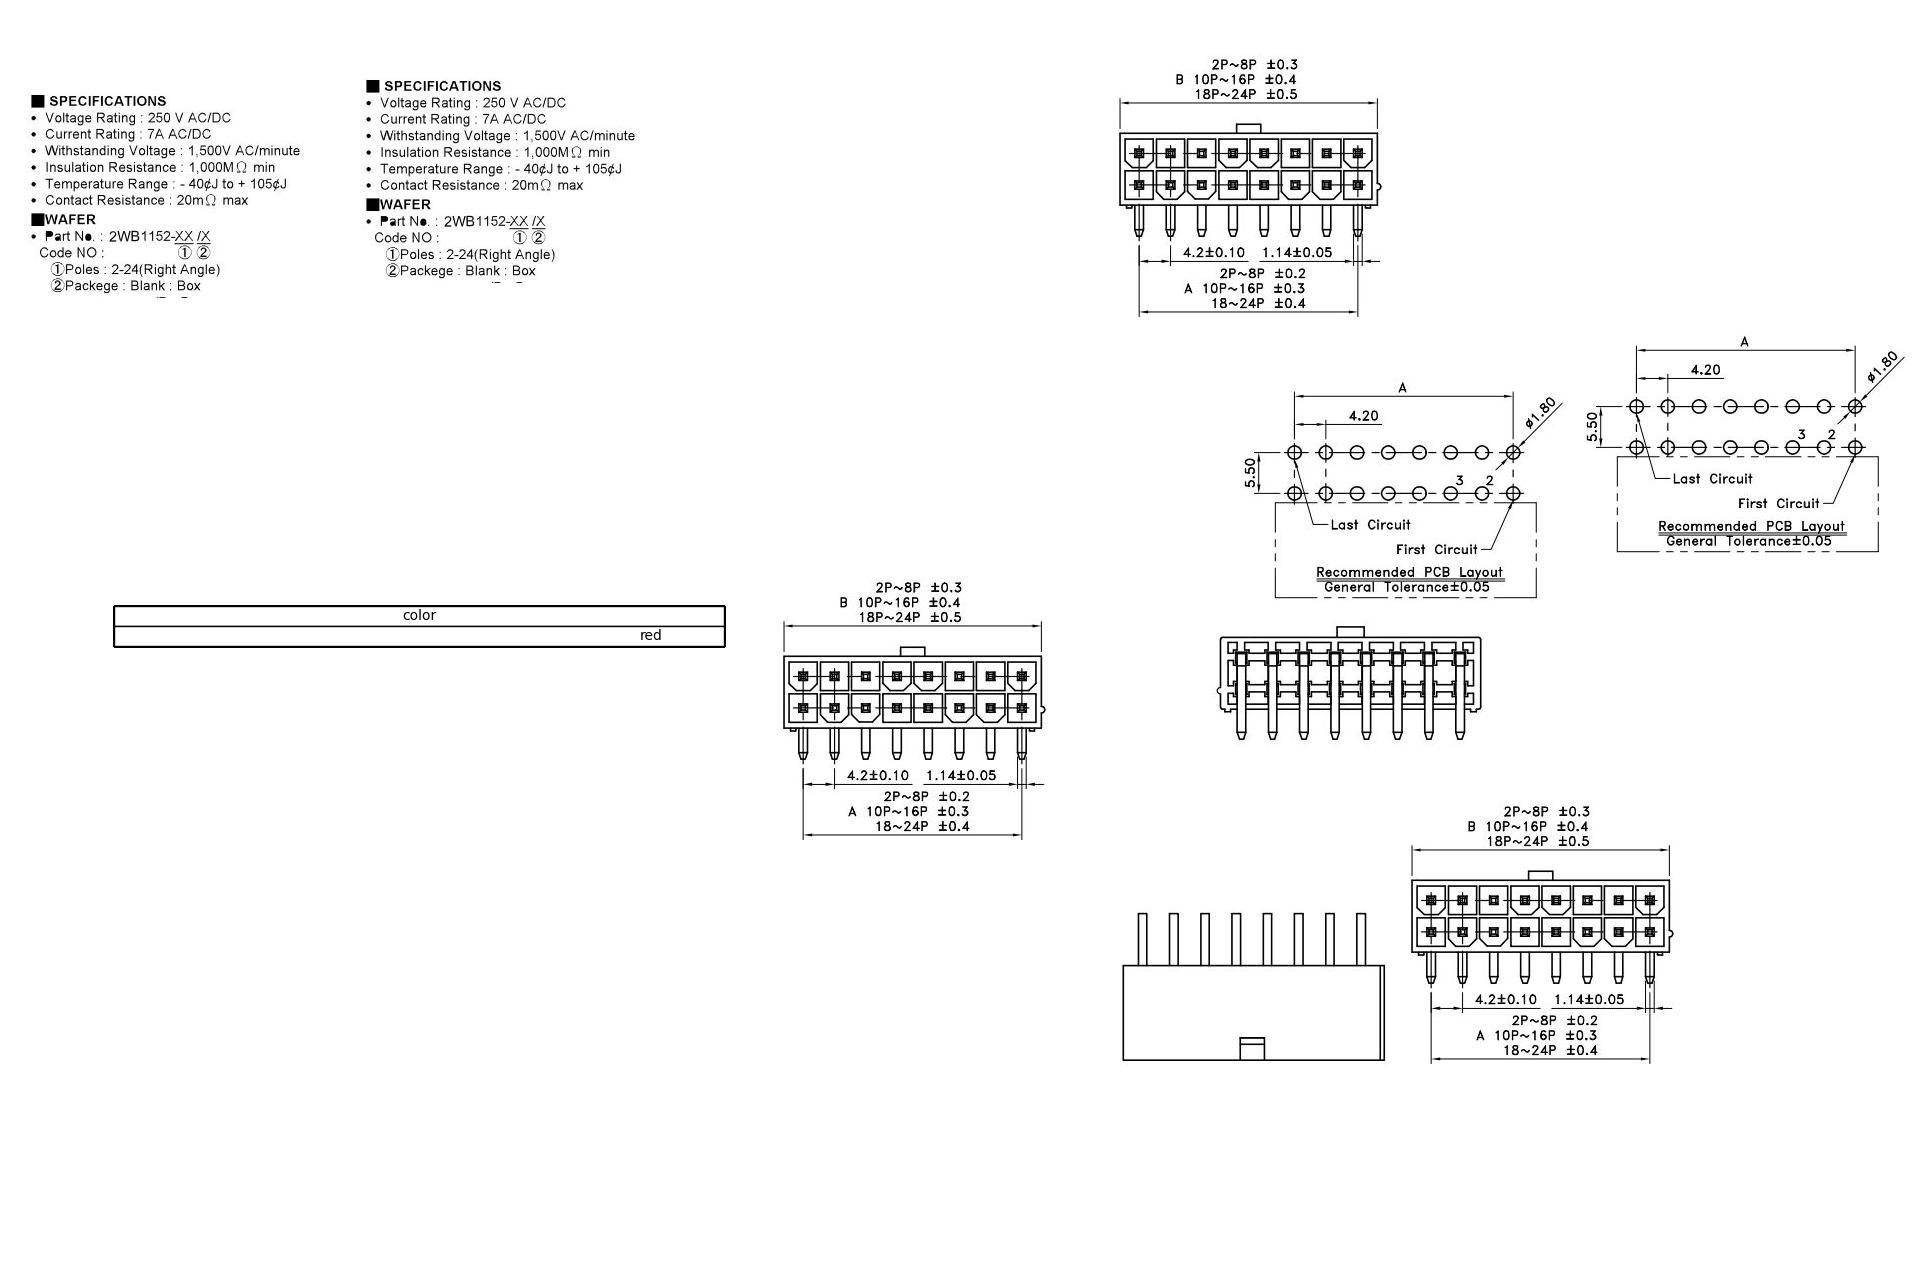 ■ SPECIFICATIONS
• Voltage Rating : 250 V AC/DC
• Current Rating : 7A AC/DC
• Withstanding Voltage : 1,500V AC/minute
• Insulation Resistance : 1,000MΩ min
• Temperature Range : - 40¢J to + 105¢J
• Contact Resistance : 20mΩ max
■WAFER
• Part No. : 2WB1152-XX /X
Code NO : ① ②
①Poles : 2-24(Right Angle)
②Packege : Blank : Box
■ SPECIFICATIONS
• Voltage Rating : 250 V AC/DC
• Current Rating : 7A AC/DC
• Withstanding Voltage : 1,500V AC/minute
• Insulation Resistance : 1,000MΩ min
• Temperature Range : - 40¢J to + 105¢J
• Contact Resistance : 20mΩ max
■WAFER
• Part No. : 2WB1152-XX /X
Code NO : ① ②
①Poles : 2-24(Right Angle)
②Packege : Blank : Box
2P~8P ±0.3
B 10P~16P ±0.4
18P~24P ±0.5
4.2±0.10 1.14±0.05
2P~8P ±0.2
A 10P~16P ±0.3
18~24P ±0.4
A
4.20
ø1.80
5.50
3 2
Last Circuit
First Circuit
Recommended PCB Layout
General Tolerance±0.05
A
4.20
ø1.80
5.50
3 2
Last Circuit
First Circuit
Recommended PCB Layout
General Tolerance±0.05
color
red
2P~8P ±0.3
B 10P~16P ±0.4
18P~24P ±0.5
4.2±0.10 1.14±0.05
2P~8P ±0.2
A 10P~16P ±0.3
18~24P ±0.4
2P~8P ±0.3
B 10P~16P ±0.4
18P~24P ±0.5
4.2±0.10 1.14±0.05
2P~8P ±0.2
A 10P~16P ±0.3
18~24P ±0.4